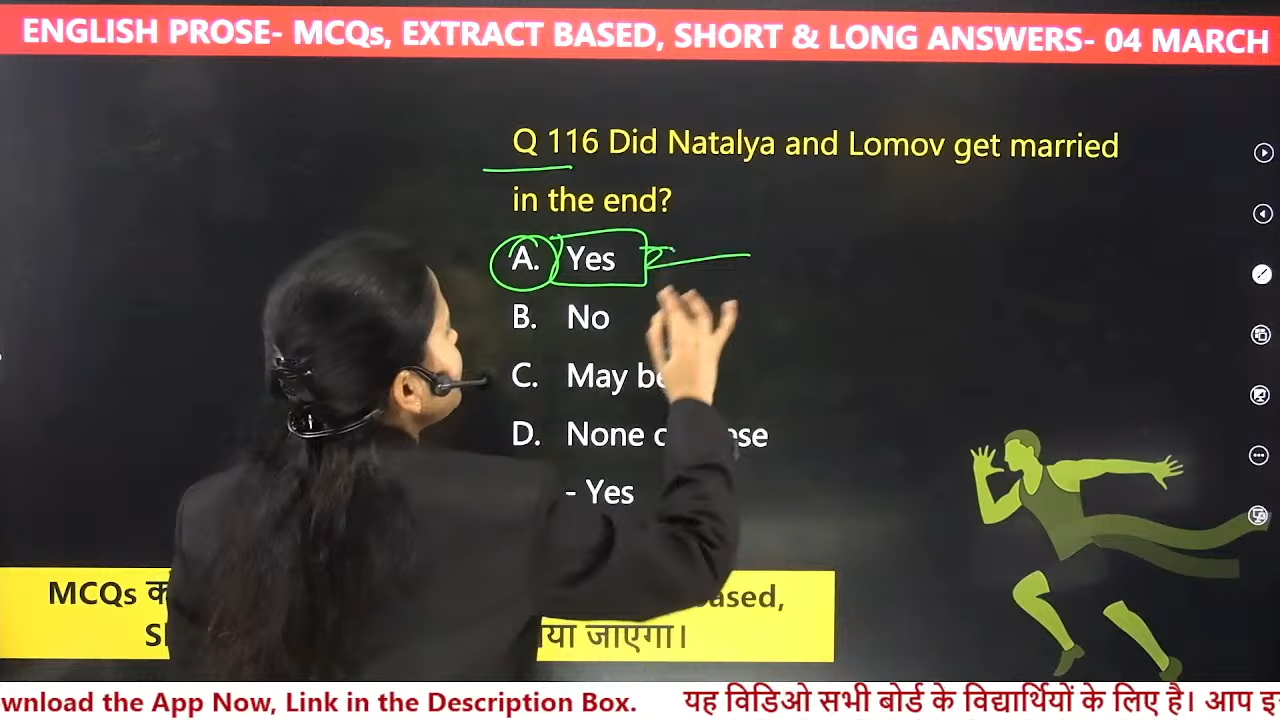 ENGLISH PROSE- MCQs, EXTRACT BASED, SHORT & LONG ANSWERS- 04 MARCH
Q 116 Did Natalya and Lomov get married
in the end?
A. Yes
B. No
C. May be
D. None
- Yes
MCQs
जाएगा।
wnload the App Now, Link in the Description Box. यह विडिओ सभी बोर्ड के विद्यार्थियों के लिए है। आप